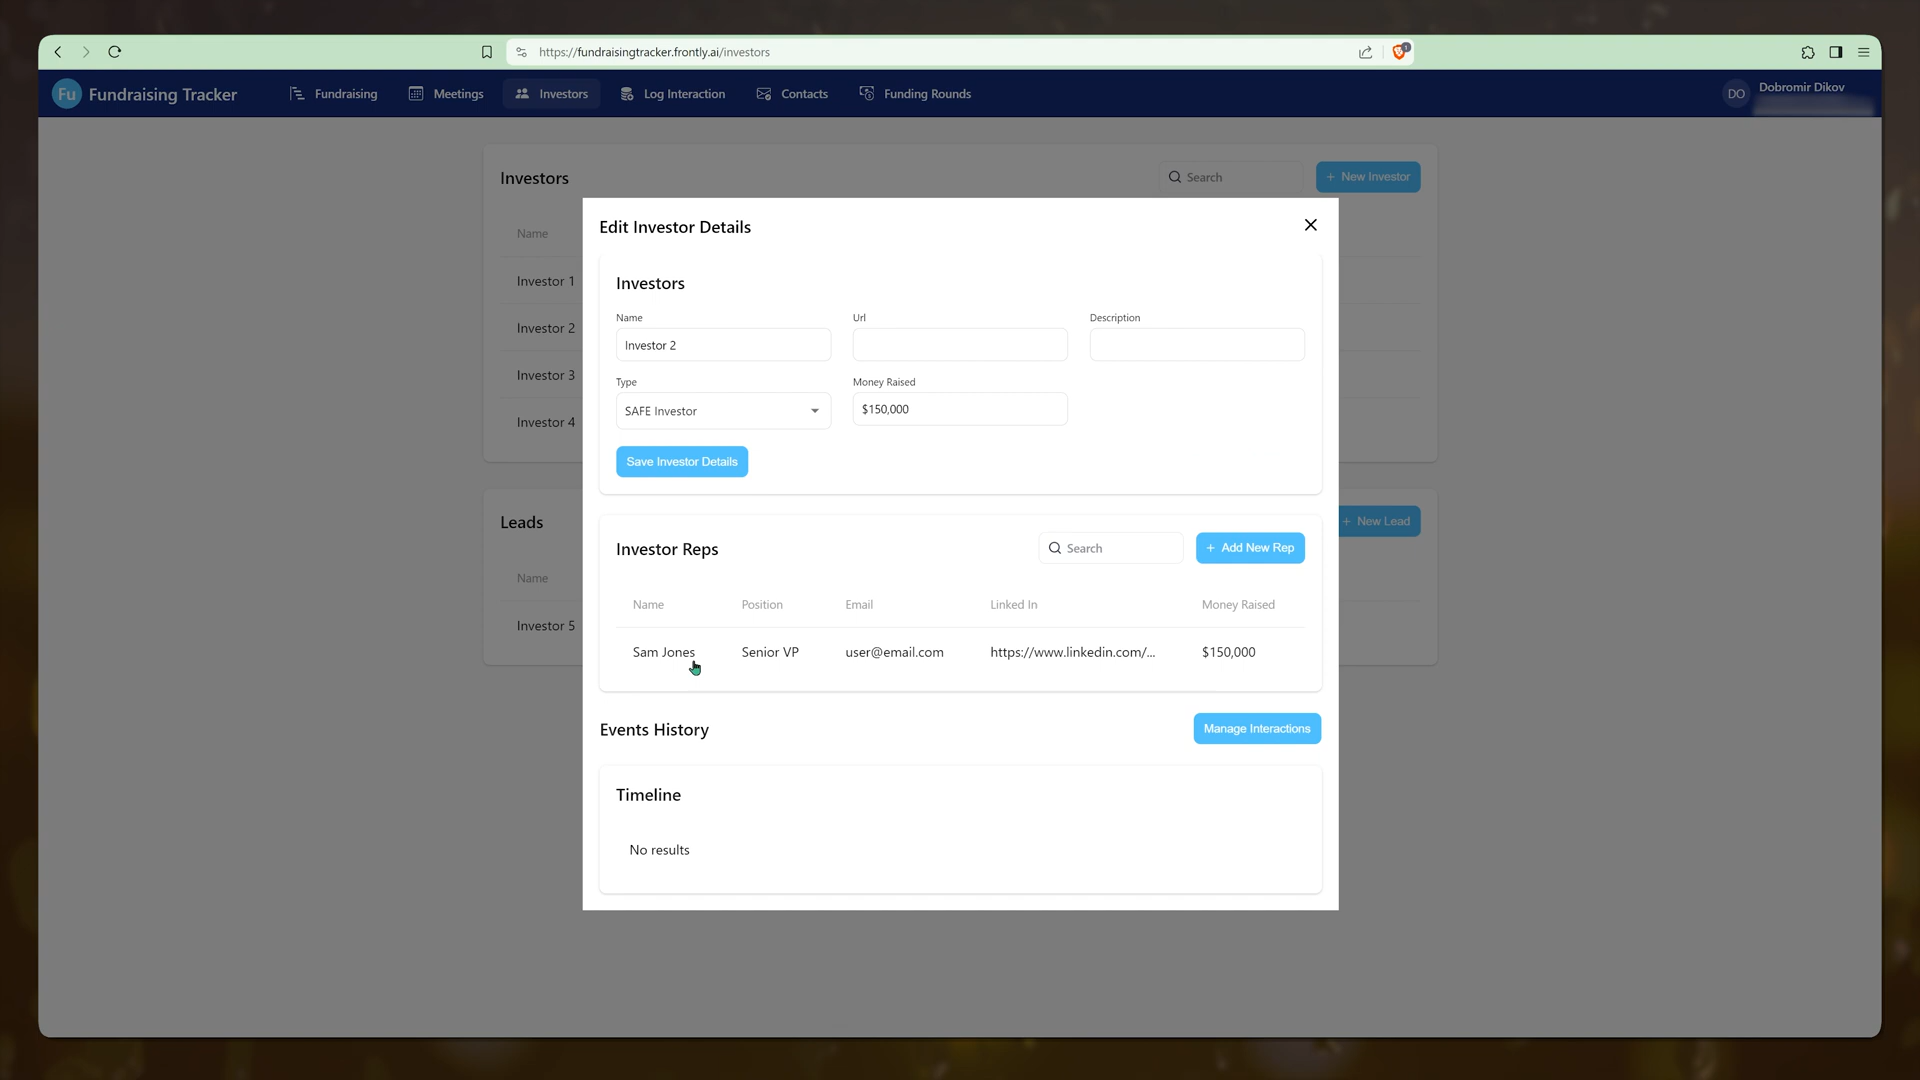 https://fundraisingtracker.frontly.ai/investors
1
Fu Fundraising Tracker Fundraising Meetings Investors Log Interaction Contacts Funding Rounds DO Dobromir Dikov
Investors Search + New Investor
Name
Investor 1
Investor 2
Investor 3
Investor 4
Leads + New Lead
Name
Investor 5
Edit Investor Details
Investors
Name Url Description
Investor 2
Type Money Raised
SAFE Investor $150,000
Save Investor Details
Investor Reps Search + Add New Rep
Name Position Email Linked In Money Raised
Sam Jones Senior VP user@email.com https://www.linkedin.com/... $150,000
Events History Manage Interactions
Timeline
No results